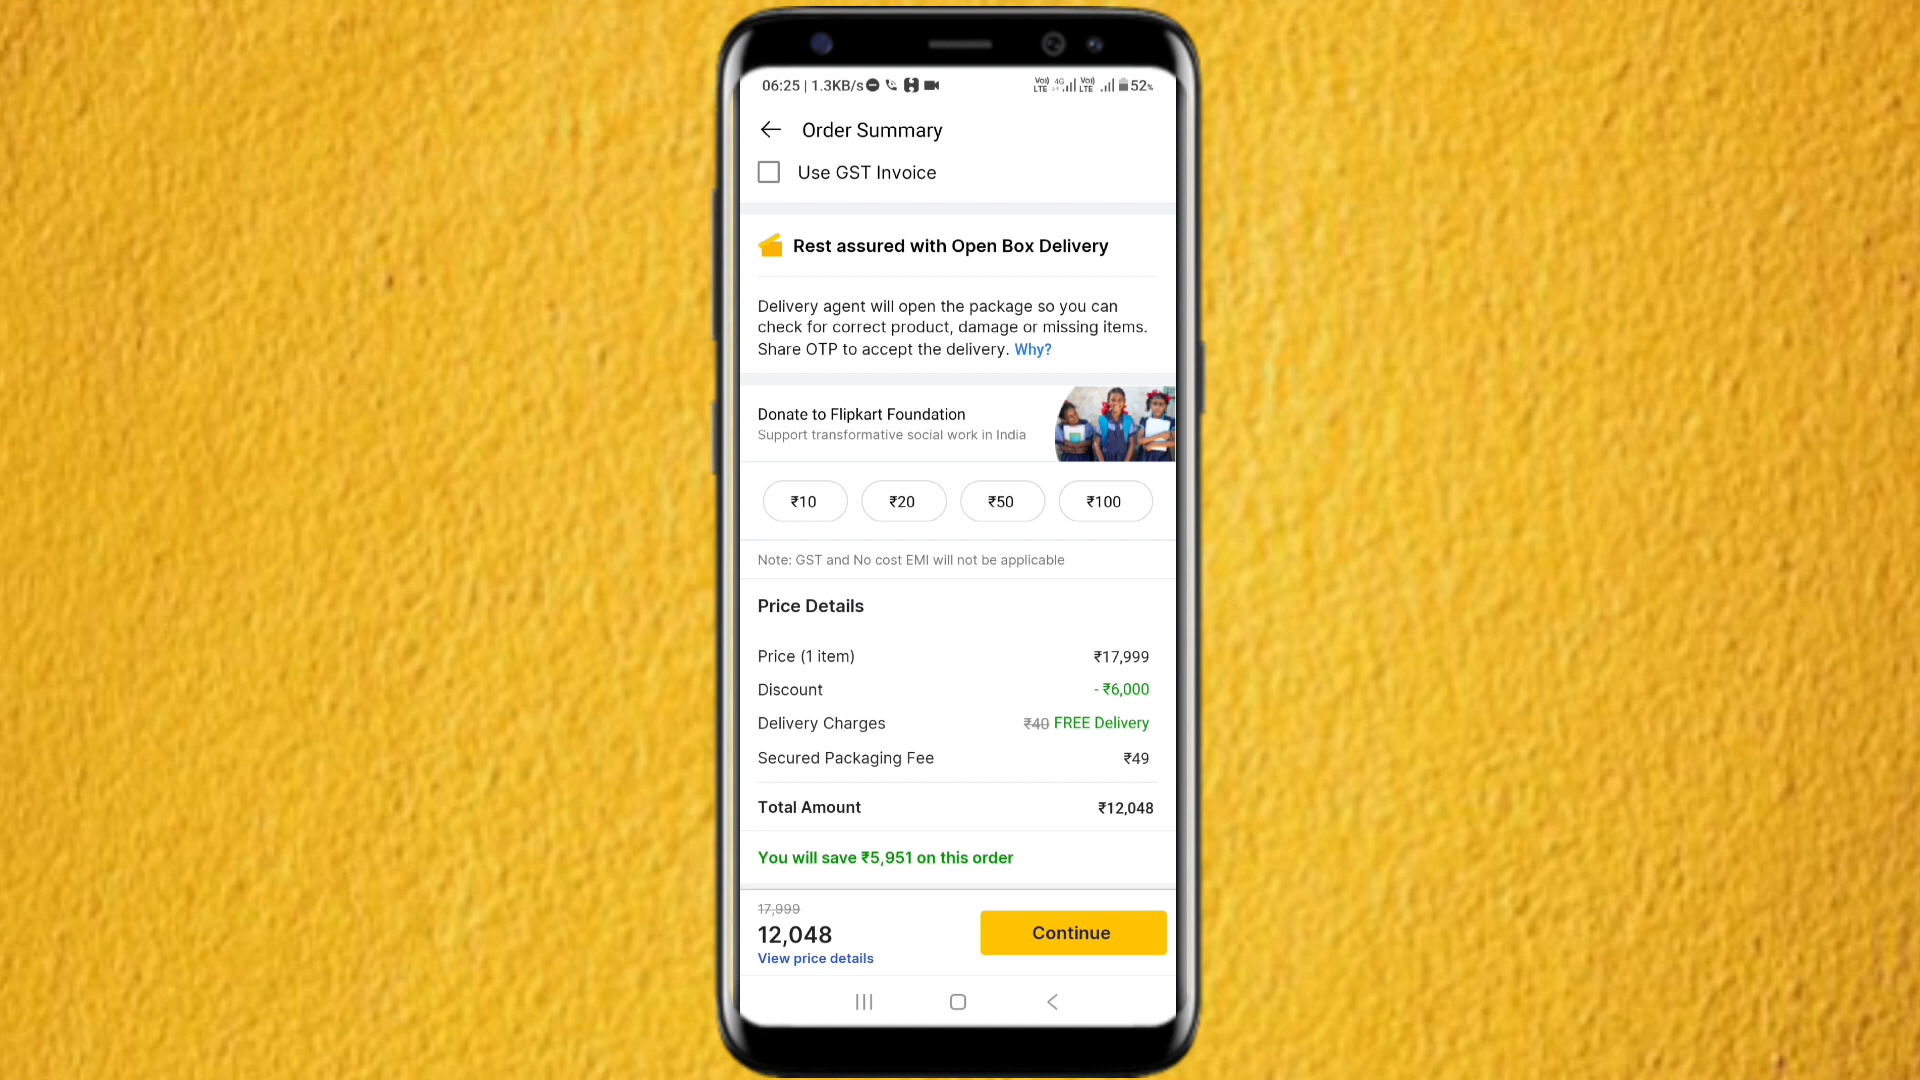 06:25 | 1.3KB/s
Vo)) LTE 4G Vo)) LTE 52%
Order Summary
Use GST Invoice
Rest assured with Open Box Delivery
Delivery agent will open the package so you can
check for correct product, damage or missing items.
Share OTP to accept the delivery. Why?
Donate to Flipkart Foundation
Support transformative social work in India
₹10 ₹20 ₹50 ₹100
Note: GST and No cost EMI will not be applicable
Price Details
Price (1 item) ₹17,999
Discount - ₹6,000
Delivery Charges ₹40 FREE Delivery
Secured Packaging Fee ₹49
Total Amount ₹12,048
You will save ₹5,951 on this order
17,999
12,048
View price details
Continue